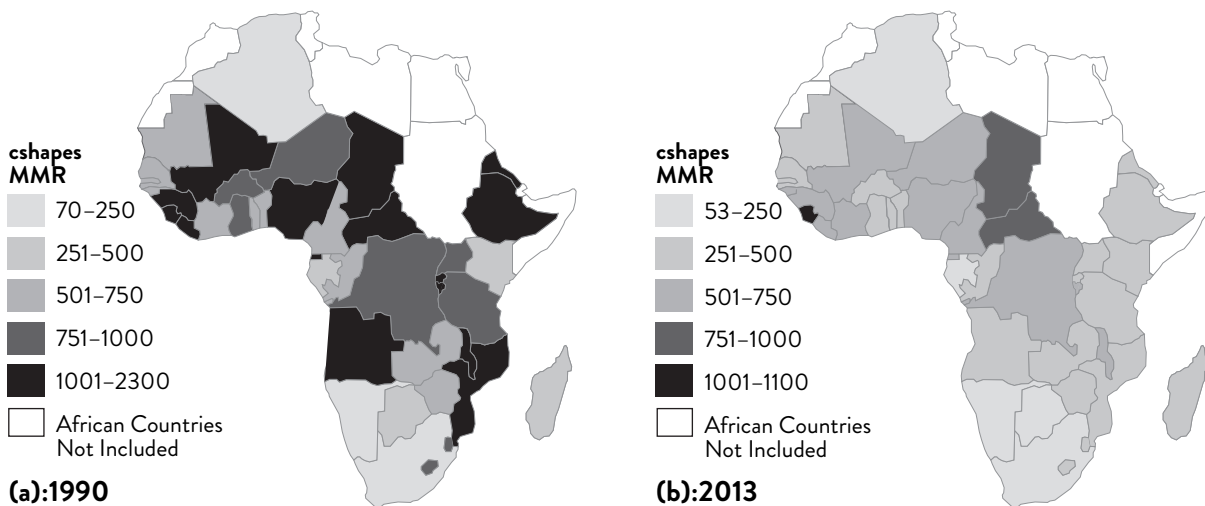 cshapes
MMR
70–250
251–500
501–750
751–1000
1001–2300
African Countries
Not Included
(a):1990
cshapes
MMR
53–250
251–500
501–750
751–1000
1001–1100
African Countries
Not Included
(b):2013